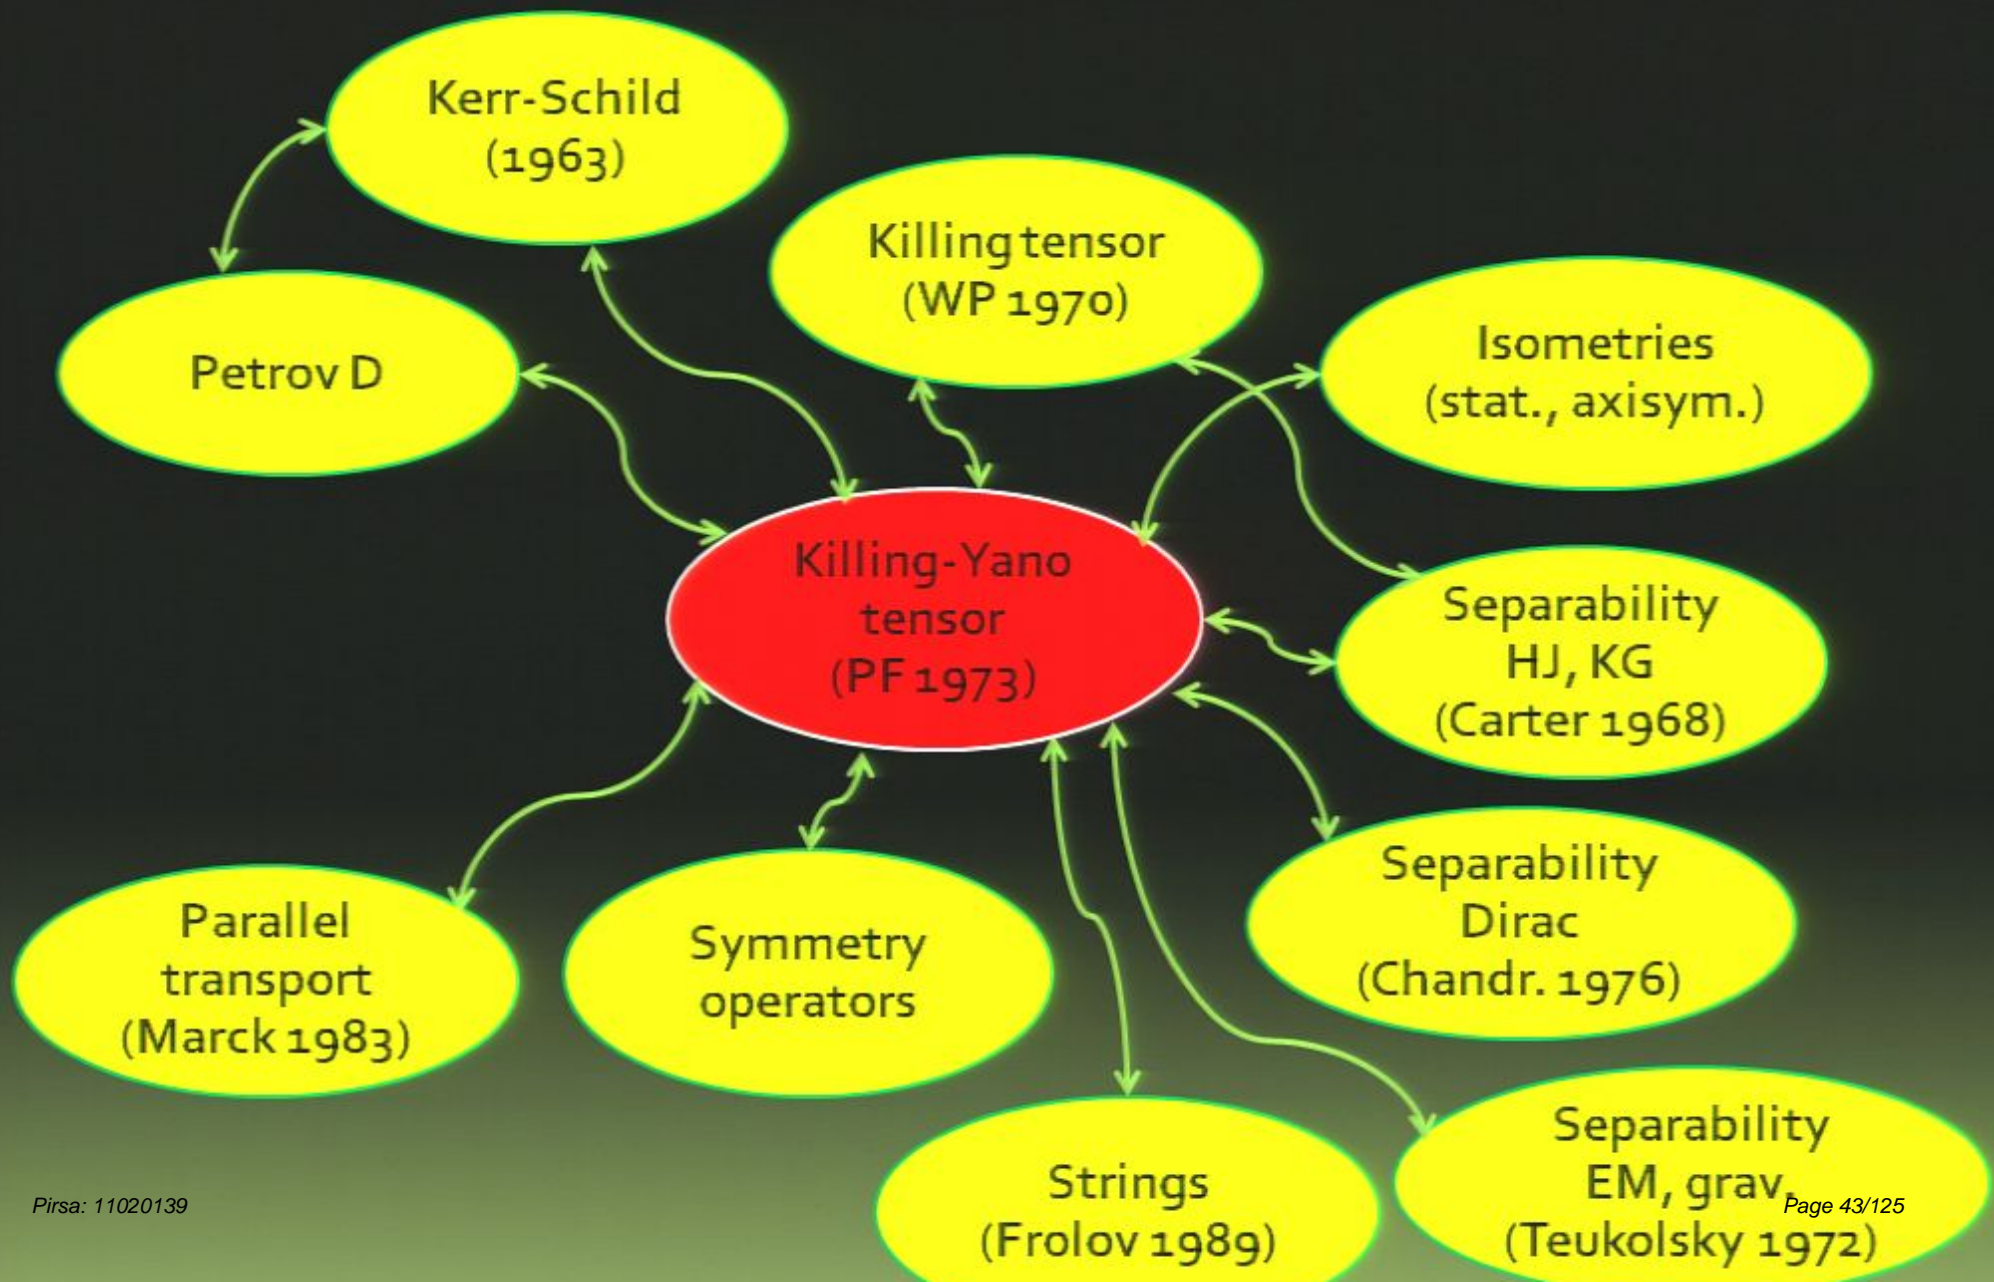 Kerr-Schild
(1963)
Killing tensor
(WP 1970)
Isometries
(stat., axisym.)
Petrov D
Killing-Yano
tensor
(PF 1973)
Separability
HJ, KG
(Carter 1968)
Separability
Dirac
(Chandr. 1976)
Parallel
transport
(Marck 1983)
Symmetry
operators
Strings
(Frolov 1989)
Separability
EM, grav.
(Teukolsky 1972)
Pirsa: 11020139
Page 43/125